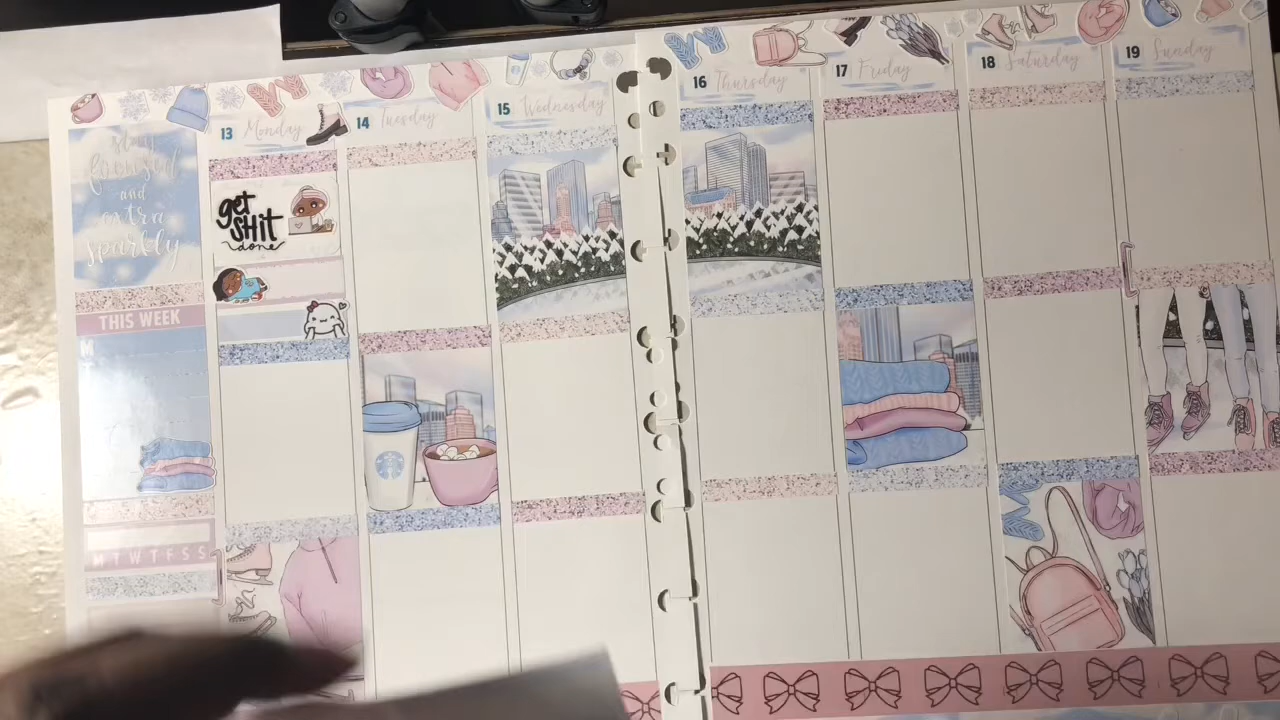 stay
focused
and
extra
sparkly
THIS WEEK
M
T
M T W T F S S
13 Monday
get
SHIT
done
14 Tuesday
15 Wednesday
16 Thursday
17 Friday
18 Saturday
19 Sunday